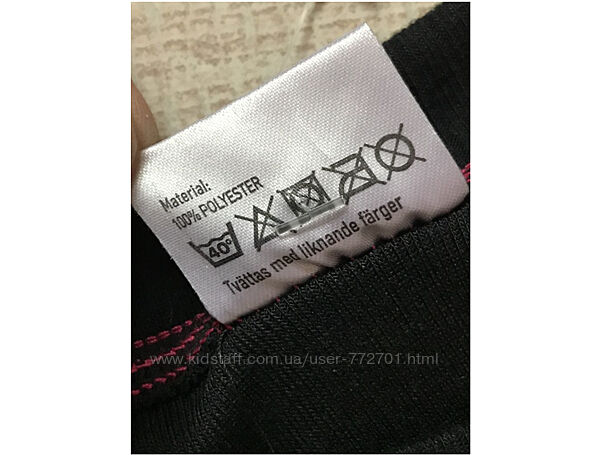 Material:
100% POLYESTER
40°
Tvättas med liknande färger
www.kidstaff.com.ua/user-772701.html